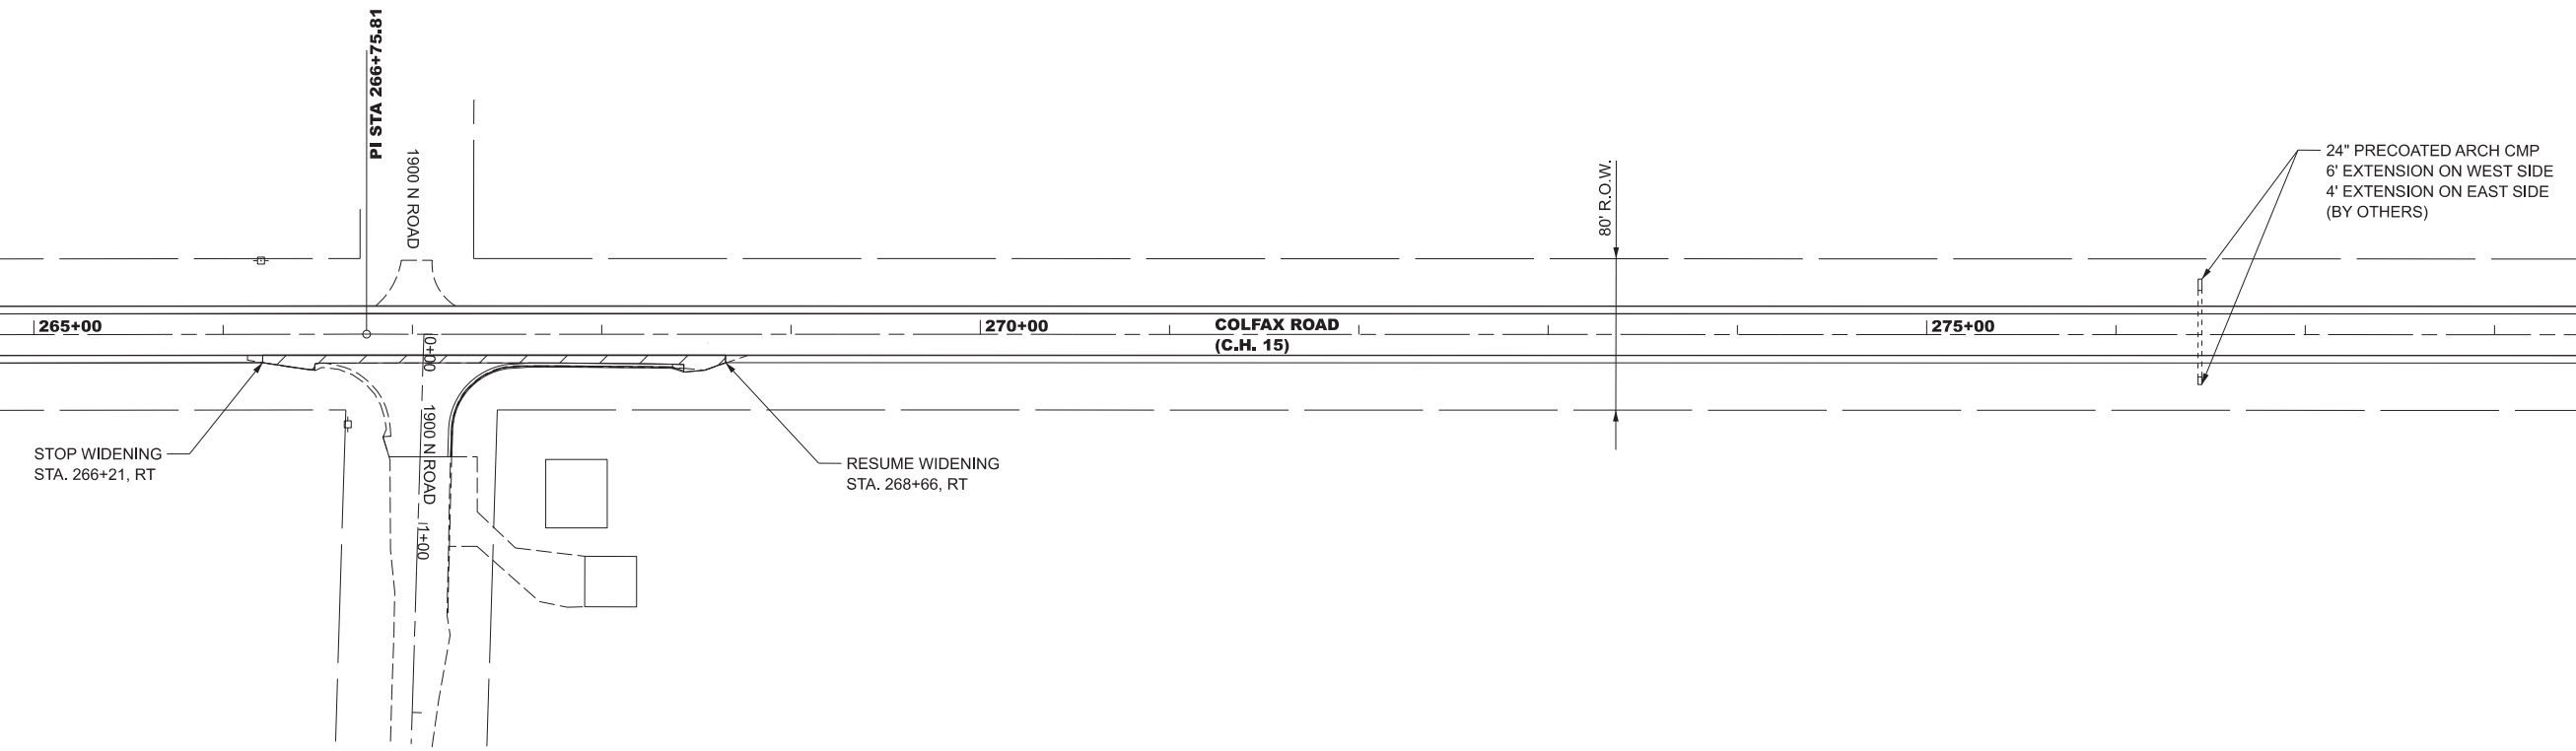 PI STA 266+75.81
1900 N ROAD
80' R.O.W.
24" PRECOATED ARCH CMP
6' EXTENSION ON WEST SIDE
4' EXTENSION ON EAST SIDE
(BY OTHERS)
265+00
270+00
COLFAX ROAD
(C.H. 15)
275+00
0+00
1900 N ROAD
1+00
STOP WIDENING
STA. 266+21, RT
RESUME WIDENING
STA. 268+66, RT